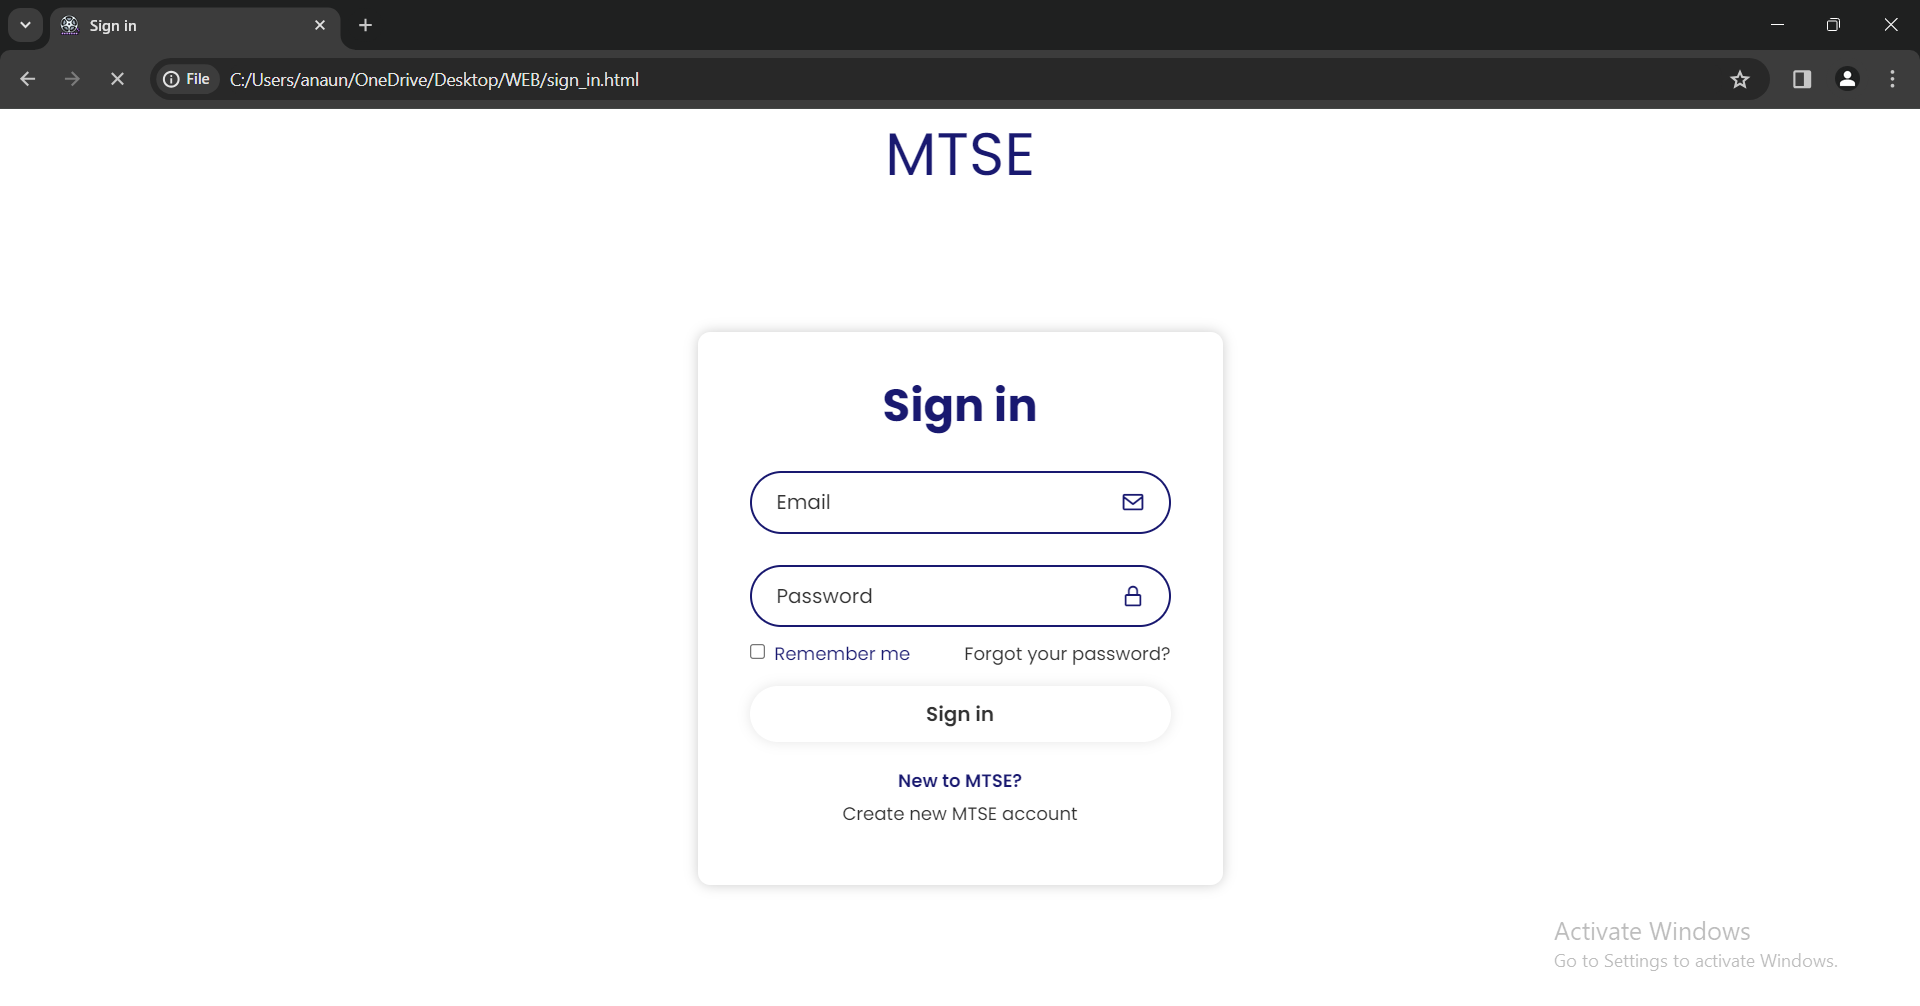 Sign in
File C:/Users/anaun/OneDrive/Desktop/WEB/sign_in.html
MTSE
Sign in
Email
Password
Remember me Forgot your password?
Sign in
New to MTSE?
Create new MTSE account
Activate Windows
Go to Settings to activate Windows.